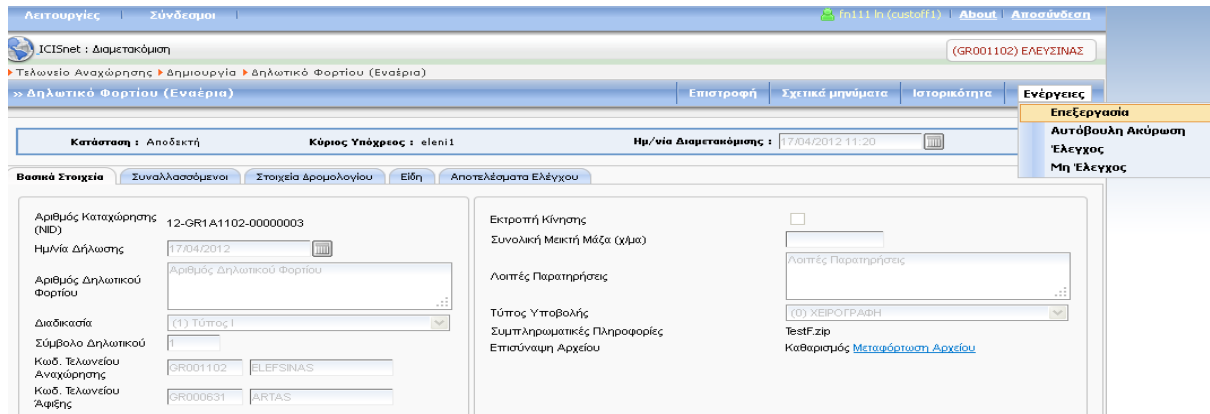 Λειτουργίες Σύνδεσμοι fn111 ln (custoff1) About Αποσύνδεση
ICISnet : Διαμετακόμιση (GR001102) ΕΛΕΥΣΙΝΑΣ
Τελωνείο Αναχώρησης Δημιουργία Δηλωτικό Φορτίου (Εναέρια)
» Δηλωτικό Φορτίου (Εναέρια) Επιστροφή Σχετικά μηνύματα Ιστορικότητα Ενέργειες
Επεξεργασία
Αυτόβουλη Ακύρωση
Έλεγχος
Μη Έλεγχος
Κατάσταση : Αποδεκτή Κύριος Υπόχρεος : eleni1 Ημ/νία Διαμετακόμισης : 17/04/2012 11:20
Βασικά Στοιχεία Συναλλασσόμενοι Στοιχεία Δρομολογίου Είδη Αποτελέσματα Ελέγχου
Αριθμός Καταχώρησης
(NID) 12-GR1A1102-00000003
Ημ/νία Δήλωσης 17/04/2012
Αριθμός Δηλωτικού
Φορτίου Αριθμός Δηλωτικού Φορτίου
Διαδικασία (1) Τύπος Ι
Σύμβολο Δηλωτικού 1
Κωδ. Τελωνείου
Αναχώρησης GR001102 ELEFSINAS
Κωδ. Τελωνείου
Άφιξης GR000631 ARTAS
Εκτροπή Κίνησης
Συνολική Μεικτή Μάζα (χ/μα)
Λοιπές Παρατηρήσεις Λοιπές Παρατηρήσεις
Τύπος Υποβολής (0) ΧΕΙΡΟΓΡΑΦΗ
Συμπληρωματικές Πληροφορίες TestF.zip
Επισύναψη Αρχείου Καθαρισμός Μεταφόρτωση Αρχείου